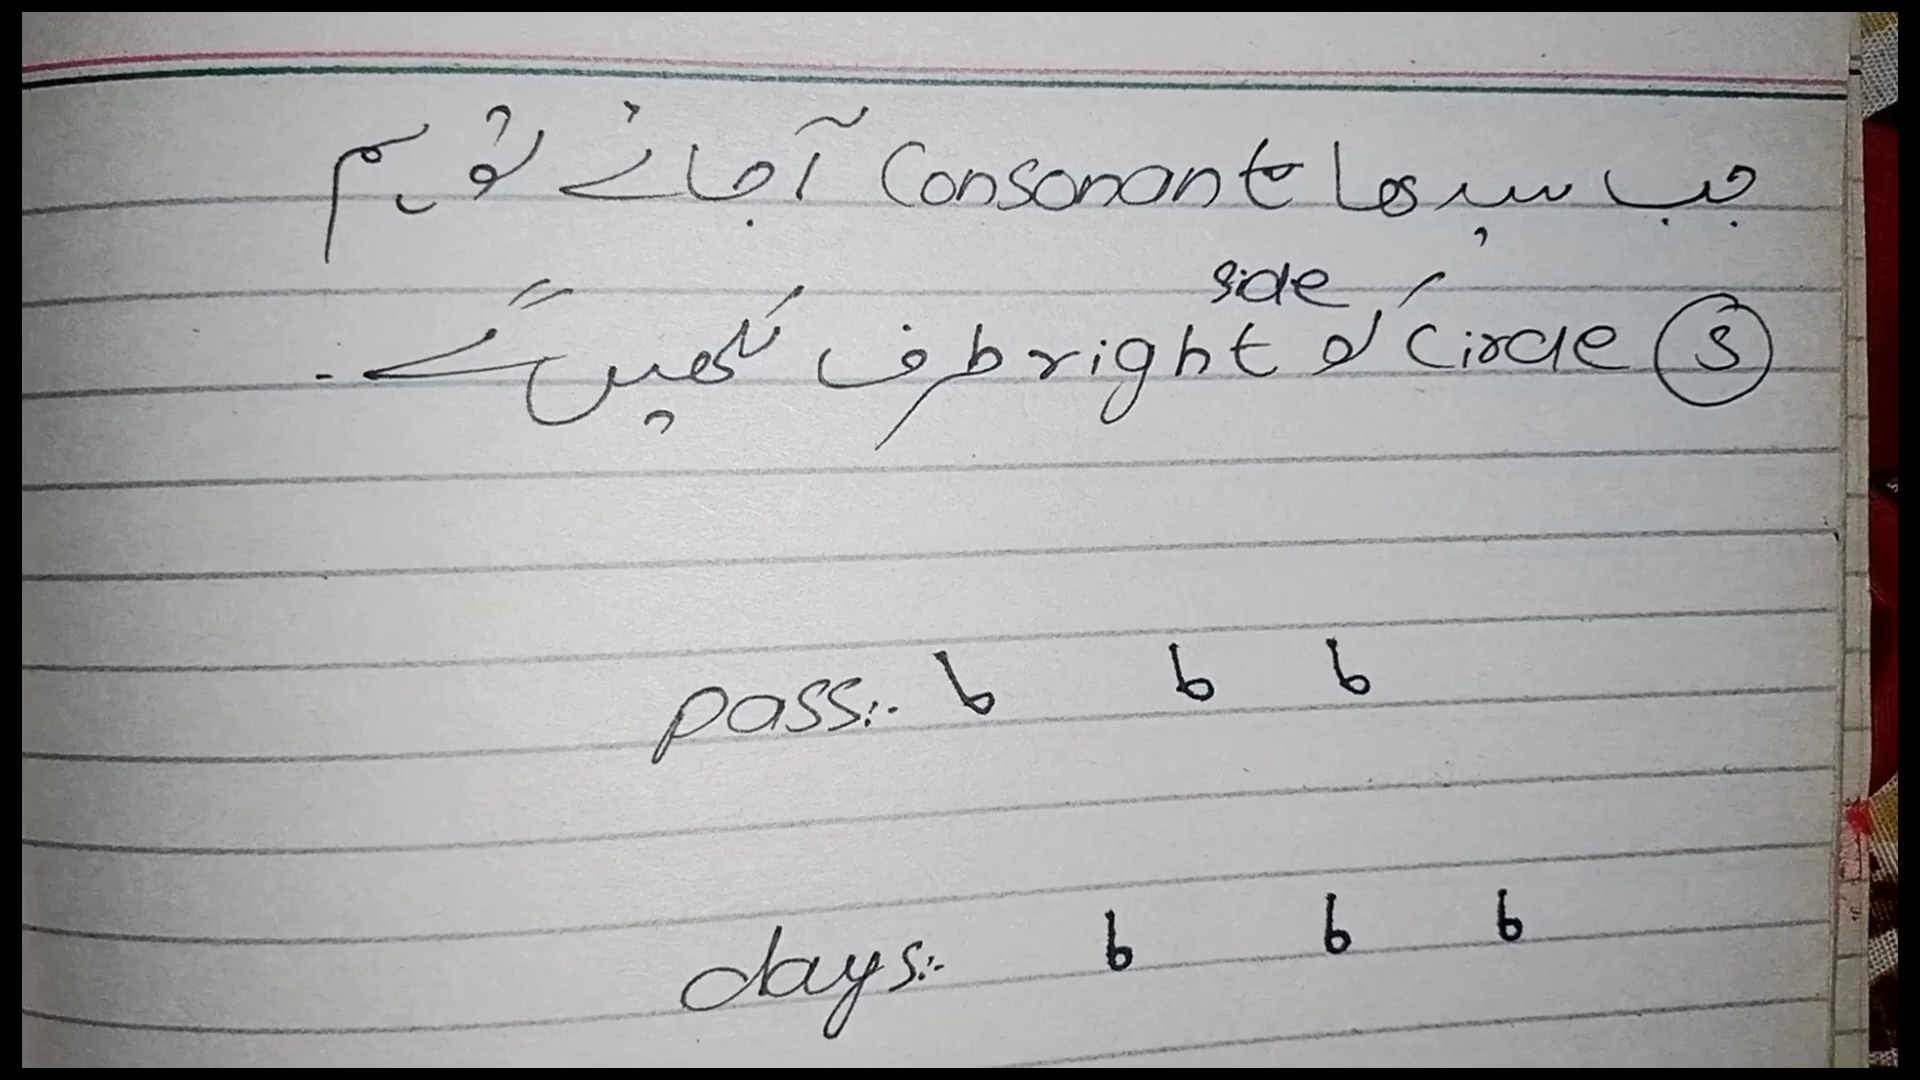 جب سیدھا Consonant آجائے تو ہم
side
Ⓢ Circle کو right طرف لکھیں گے۔
pass:-
days:-